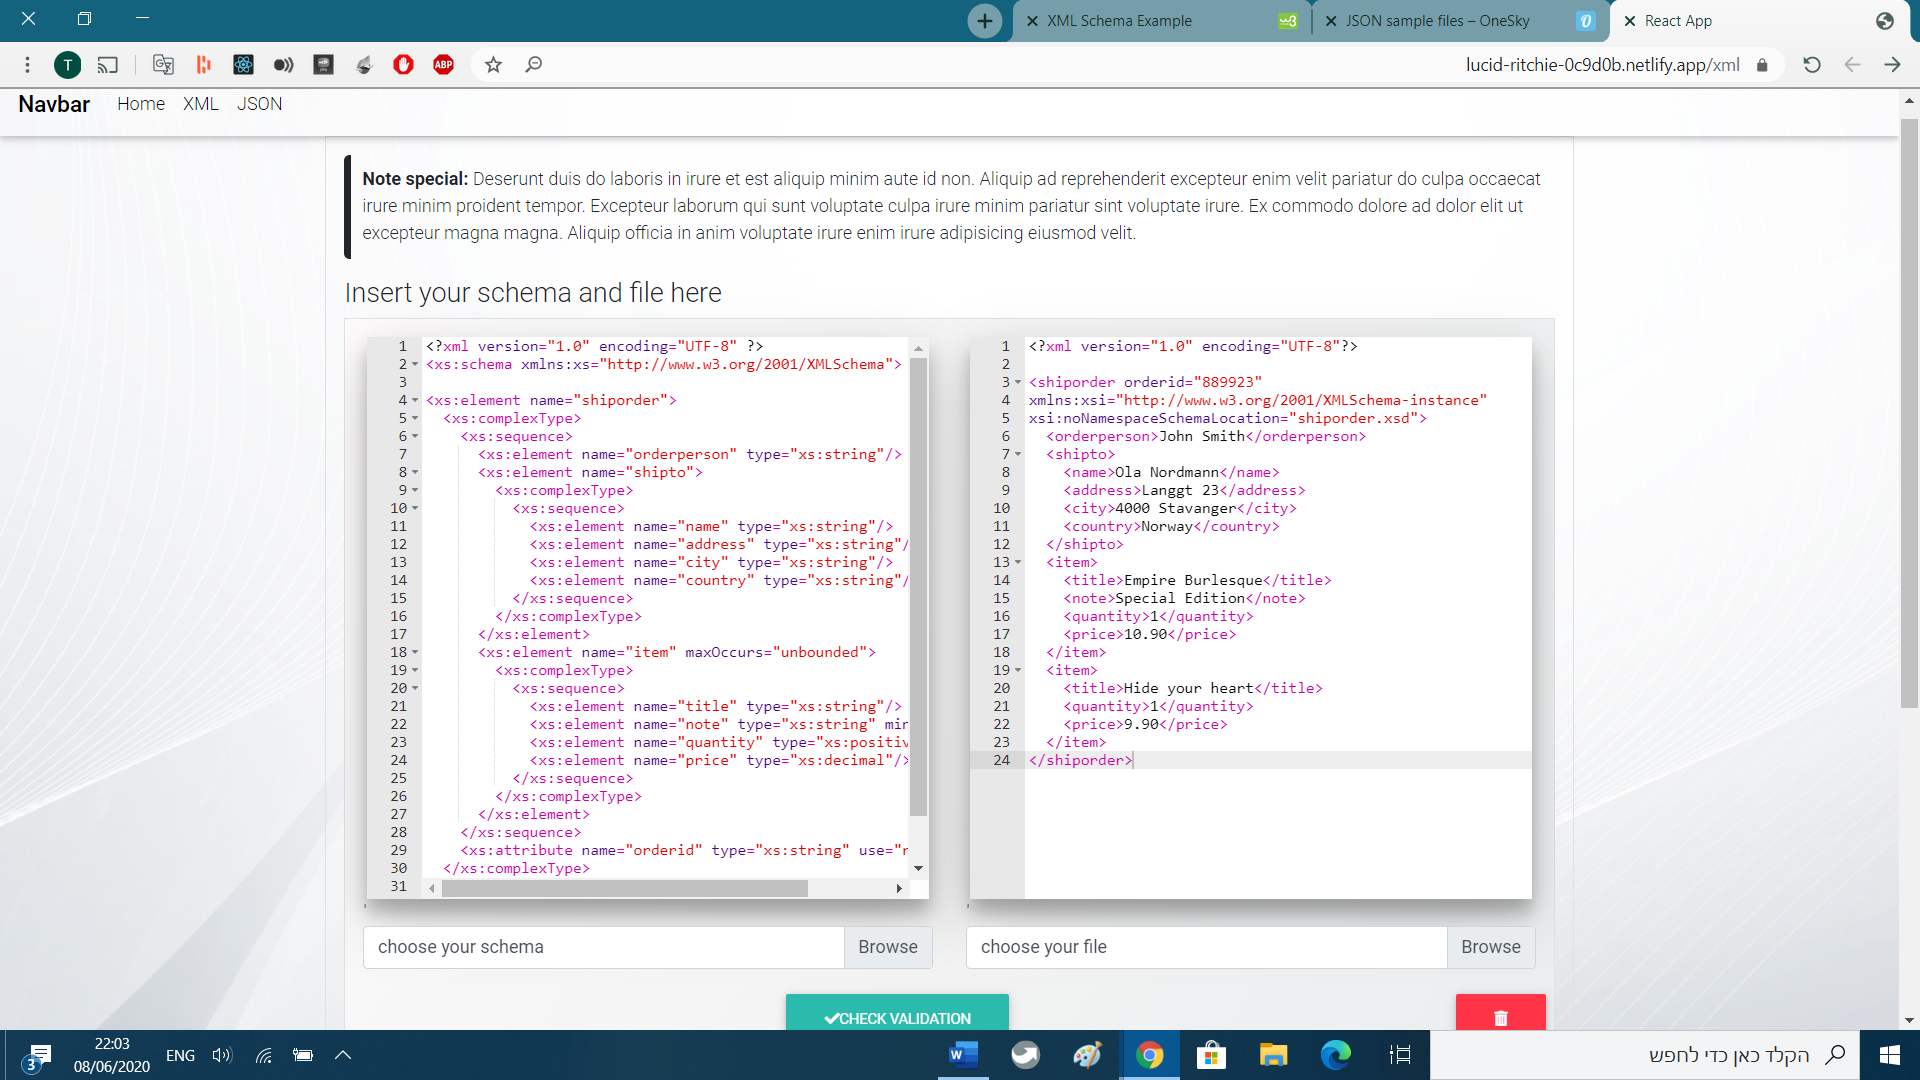 XML Schema Example
JSON sample files – OneSky
React App
T
ABP
lucid-ritchie-0c9d0b.netlify.app/xml
Navbar Home XML JSON
Note special: Deserunt duis do laboris in irure et est aliquip minim aute id non. Aliquip ad reprehenderit excepteur enim velit pariatur do culpa occaecat
irure minim proident tempor. Excepteur laborum qui sunt voluptate culpa irure minim pariatur sint voluptate irure. Ex commodo dolore ad dolor elit ut
excepteur magna magna. Aliquip officia in anim voluptate irure enim irure adipisicing eiusmod velit.
Insert your schema and file here
1 <?xml version="1.0" encoding="UTF-8" ?>
2 <xs:schema xmlns:xs="http://www.w3.org/2001/XMLSchema">
3
4 <xs:element name="shiporder">
5 <xs:complexType>
6 <xs:sequence>
7 <xs:element name="orderperson" type="xs:string"/>
8 <xs:element name="shipto">
9 <xs:complexType>
10 <xs:sequence>
11 <xs:element name="name" type="xs:string"/>
12 <xs:element name="address" type="xs:string"/
13 <xs:element name="city" type="xs:string"/>
14 <xs:element name="country" type="xs:string"/
15 </xs:sequence>
16 </xs:complexType>
17 </xs:element>
18 <xs:element name="item" maxOccurs="unbounded">
19 <xs:complexType>
20 <xs:sequence>
21 <xs:element name="title" type="xs:string"/>
22 <xs:element name="note" type="xs:string" min
23 <xs:element name="quantity" type="xs:positiv
24 <xs:element name="price" type="xs:decimal"/>
25 </xs:sequence>
26 </xs:complexType>
27 </xs:element>
28 </xs:sequence>
29 <xs:attribute name="orderid" type="xs:string" use="r
30 </xs:complexType>
31
1 <?xml version="1.0" encoding="UTF-8"?>
2
3 <shiporder orderid="889923"
4 xmlns:xsi="http://www.w3.org/2001/XMLSchema-instance"
5 xsi:noNamespaceSchemaLocation="shiporder.xsd">
6 <orderperson>John Smith</orderperson>
7 <shipto>
8 <name>Ola Nordmann</name>
9 <address>Langgt 23</address>
10 <city>4000 Stavanger</city>
11 <country>Norway</country>
12 </shipto>
13 <item>
14 <title>Empire Burlesque</title>
15 <note>Special Edition</note>
16 <quantity>1</quantity>
17 <price>10.90</price>
18 </item>
19 <item>
20 <title>Hide your heart</title>
21 <quantity>1</quantity>
22 <price>9.90</price>
23 </item>
24 </shiporder>
choose your schema Browse
choose your file Browse
CHECK VALIDATION
3
22:03
08/06/2020
ENG
הקלד כאן כדי לחפש